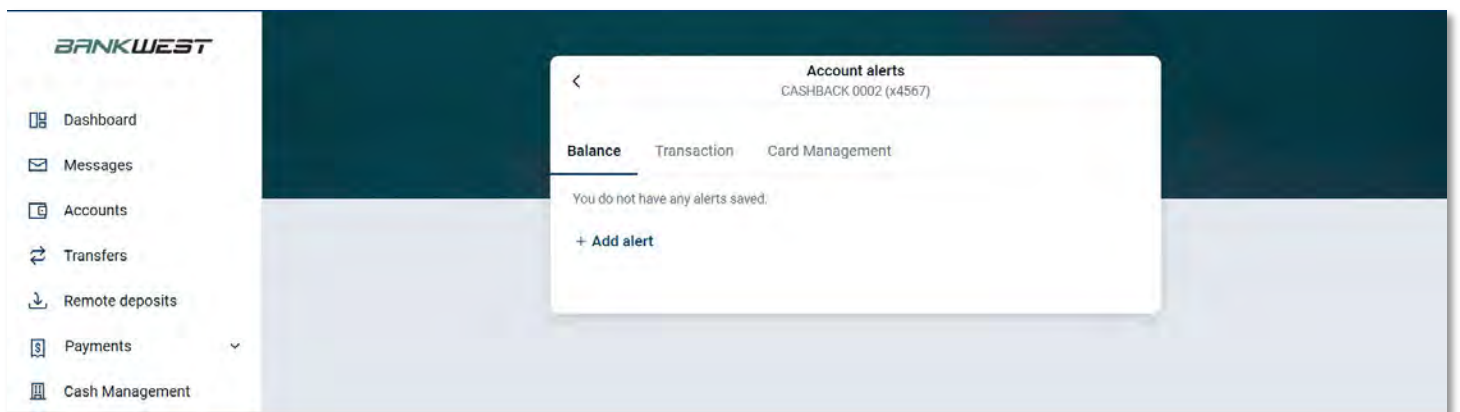 BANKWEST
Dashboard
Messages
Accounts
Transfers
Remote deposits
Payments
Cash Management
Account alerts
CASHBACK 0002 (x4567)
Balance Transaction Card Management
You do not have any alerts saved.
+ Add alert